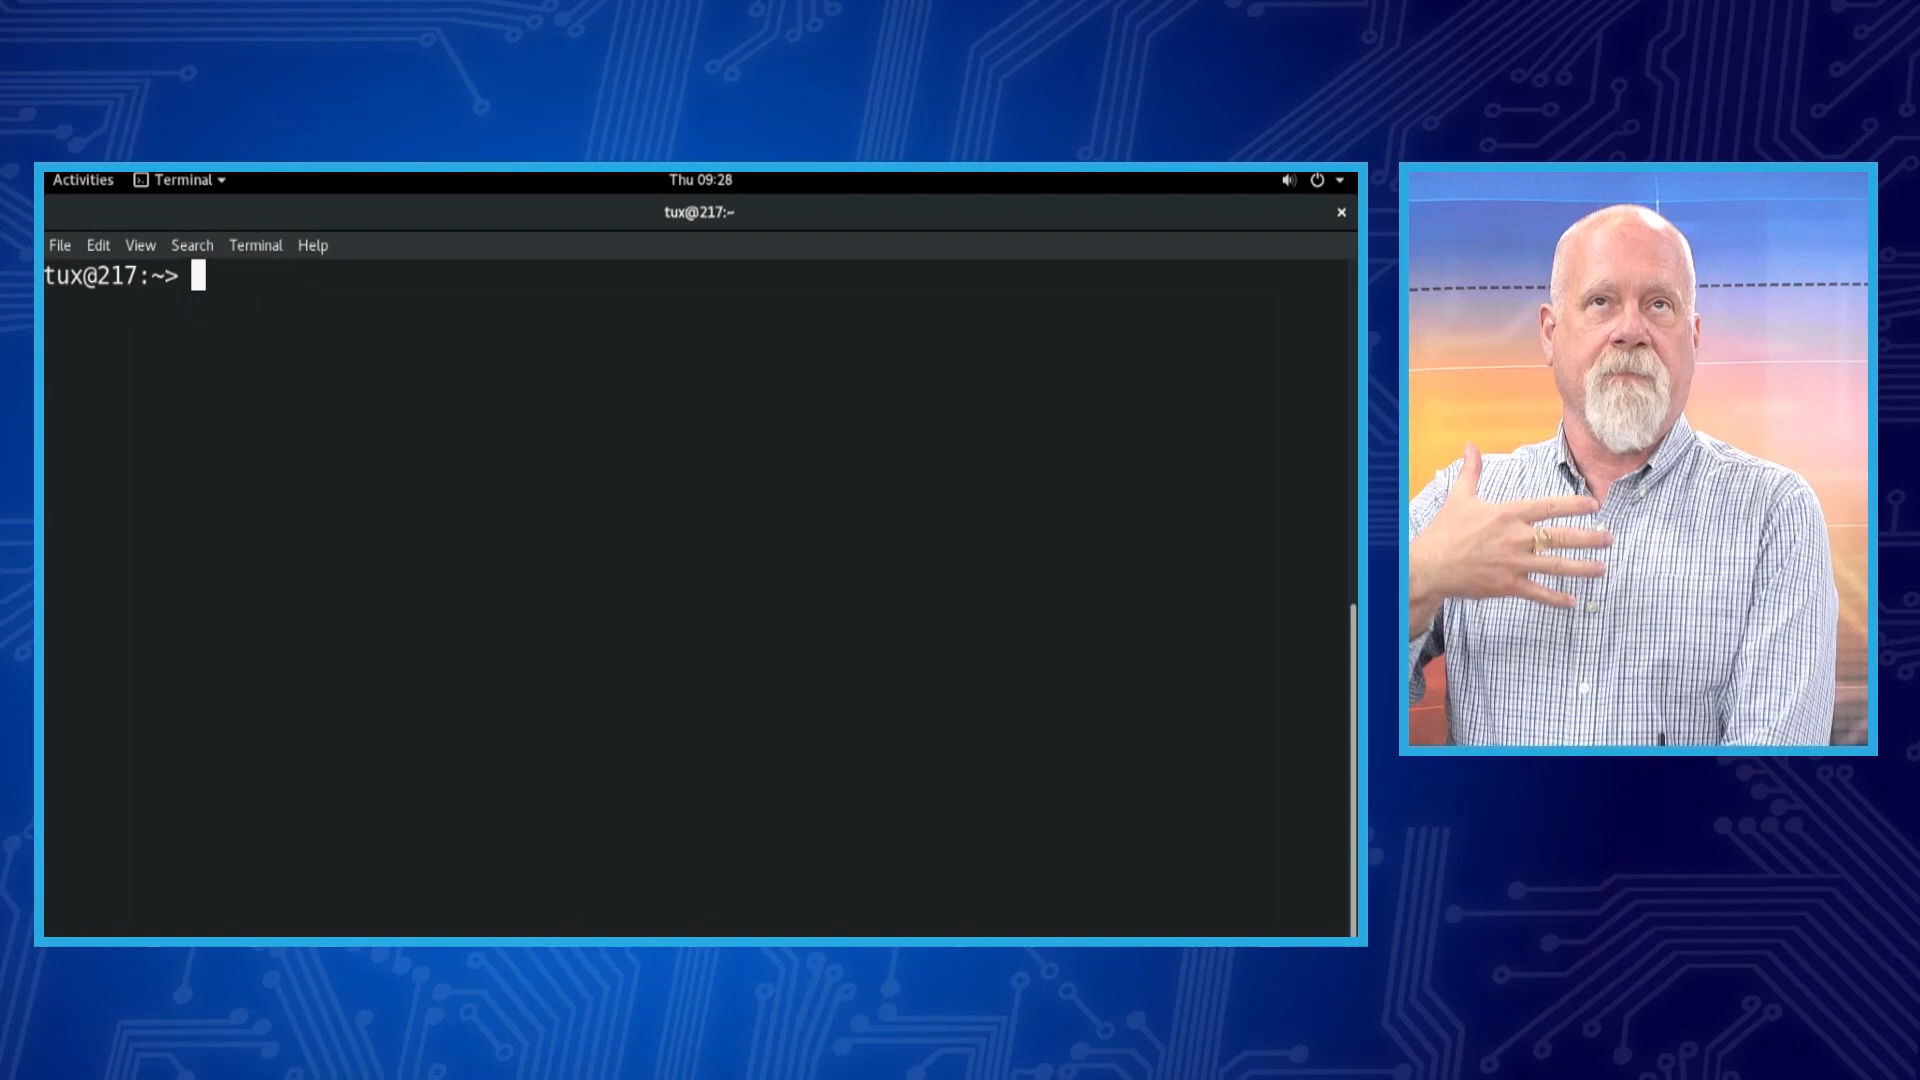 Activities Terminal Thu 09:28
tux@217:~
File Edit View Search Terminal Help
tux@217:~>